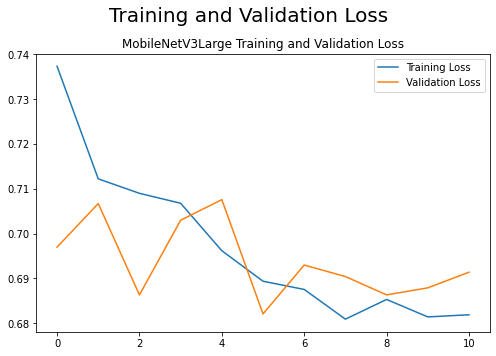 Training and Validation Loss
MobileNetV3Large Training and Validation Loss
Training Loss
Validation Loss
0.74
0.73
0.72
0.71
0.70
0.69
0.68
0 2 4 6 8 10